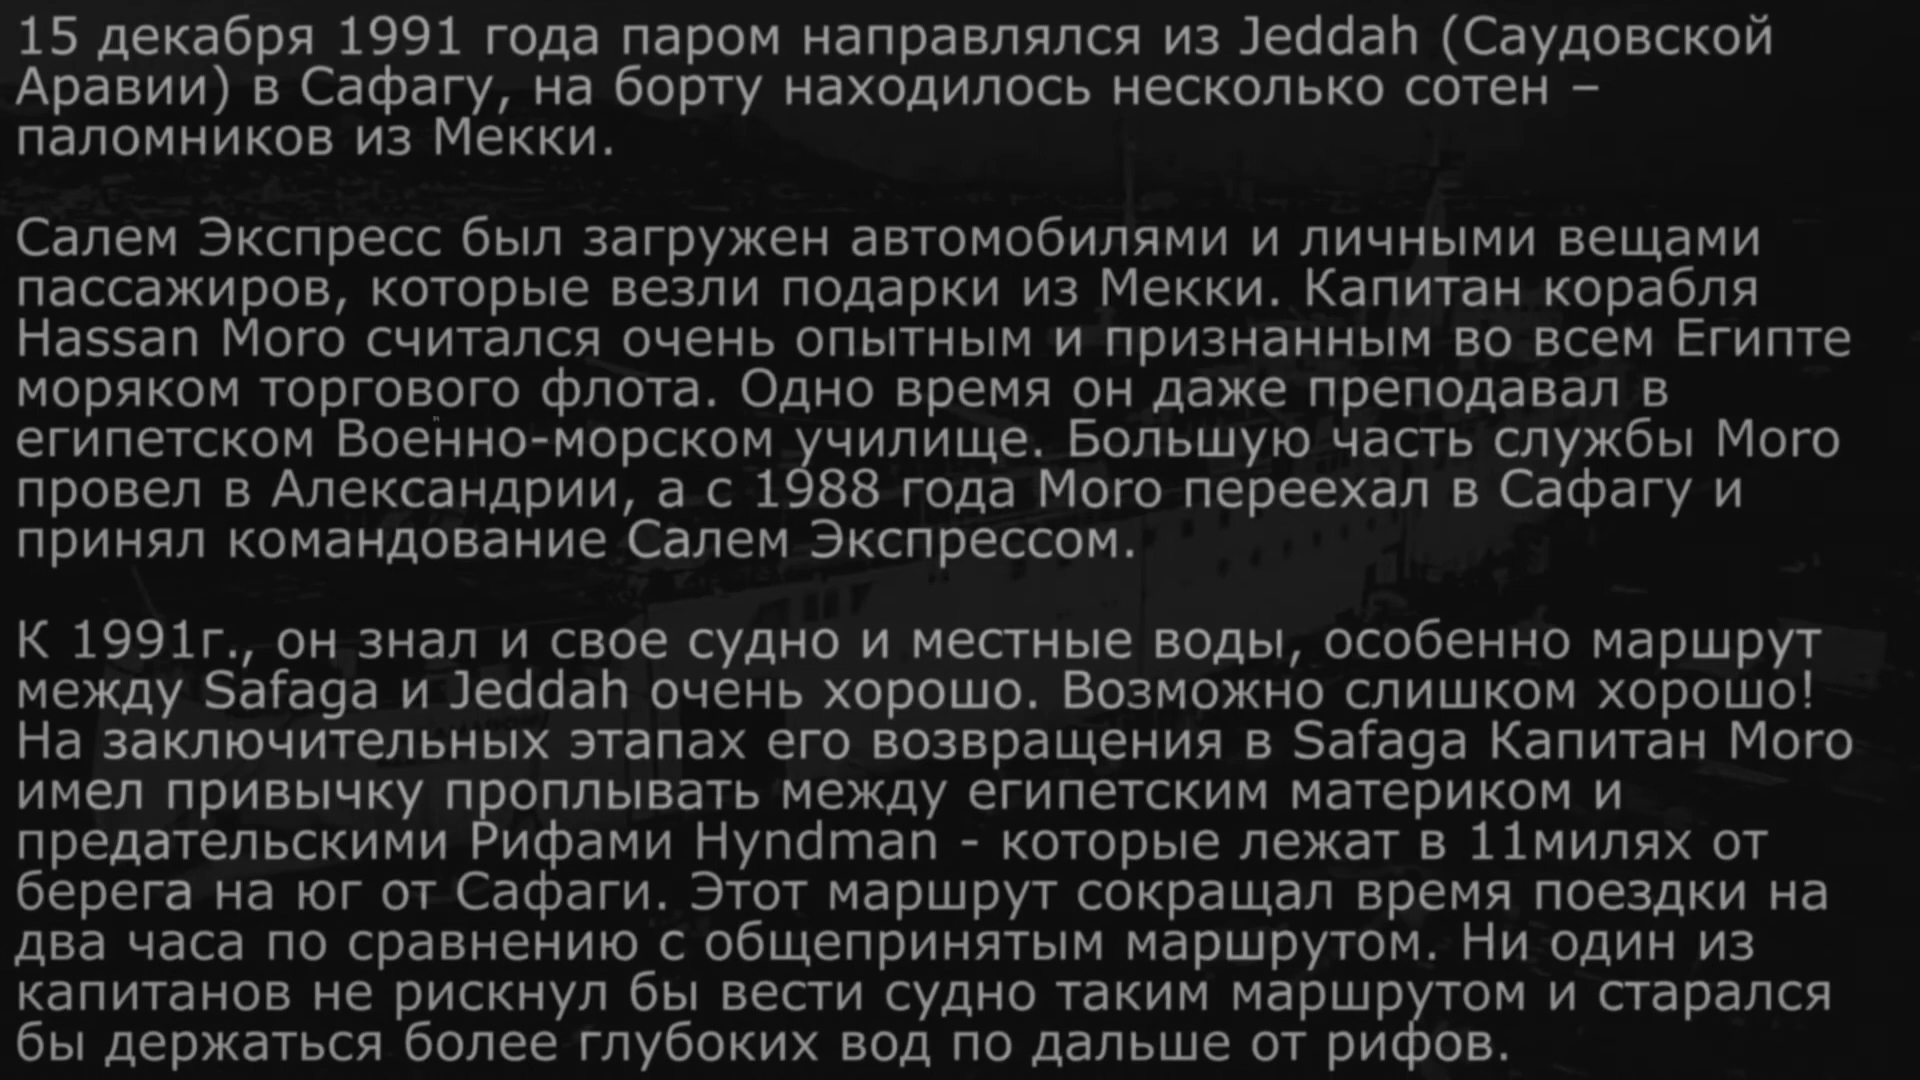 15 декабря 1991 года паром направлялся из Jeddah (Саудовской
Аравии) в Сафагу, на борту находилось несколько сотен –
паломников из Мекки.
Салем Экспресс был загружен автомобилями и личными вещами
пассажиров, которые везли подарки из Мекки. Капитан корабля
Hassan Moro считался очень опытным и признанным во всем Египте
моряком торгового флота. Одно время он даже преподавал в
египетском Военно-морском училище. Большую часть службы Moro
провел в Александрии, а с 1988 года Moro переехал в Сафагу и
принял командование Салем Экспрессом.
К 1991г., он знал и свое судно и местные воды, особенно маршрут
между Safaga и Jeddah очень хорошо. Возможно слишком хорошо!
На заключительных этапах его возвращения в Safaga Капитан Moro
имел привычку проплывать между египетским материком и
предательскими Рифами Hyndman - которые лежат в 11милях от
берега на юг от Сафаги. Этот маршрут сокращал время поездки на
два часа по сравнению с общепринятым маршрутом. Ни один из
капитанов не рискнул бы вести судно таким маршрутом и старался
бы держаться более глубоких вод по дальше от рифов.